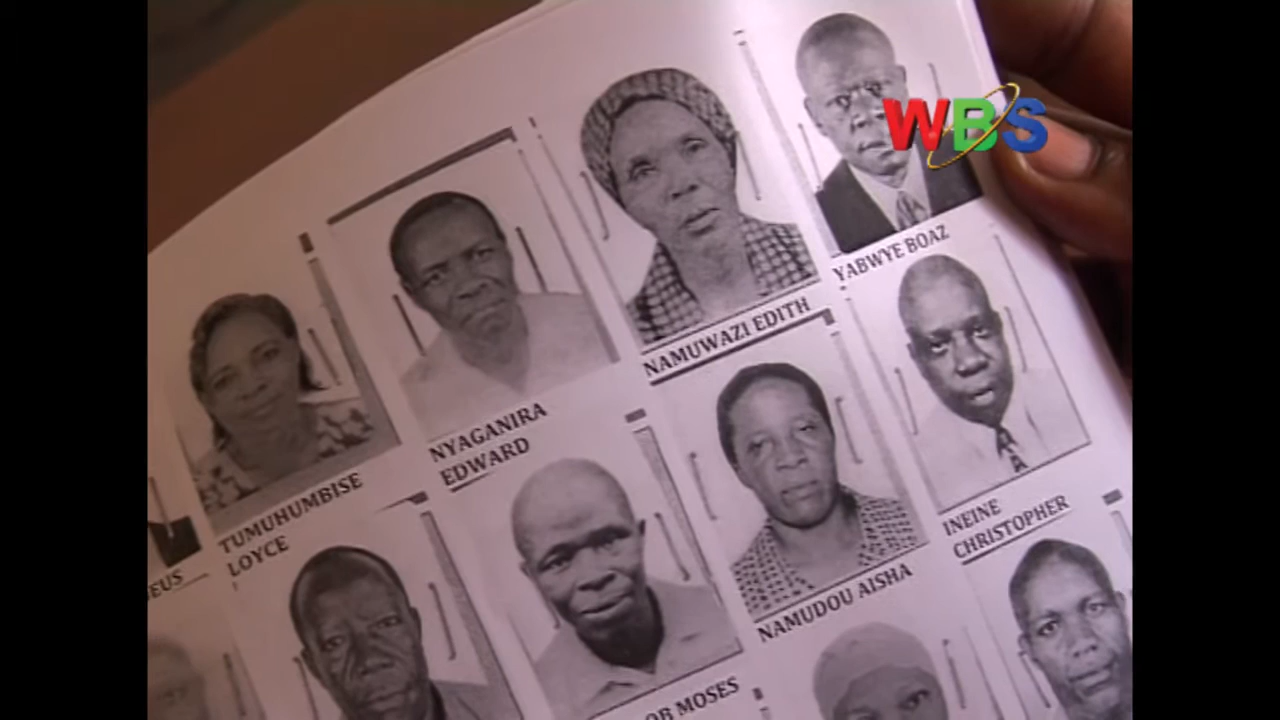 WBS
YABWYE BOAZ
NAMUWAZI EDITH
NYAGANIRA
EDWARD
TUMUHUMBISE
LOYCE
INEINE
CHRISTOPHER
NAMUDOU AISHA
MOSES